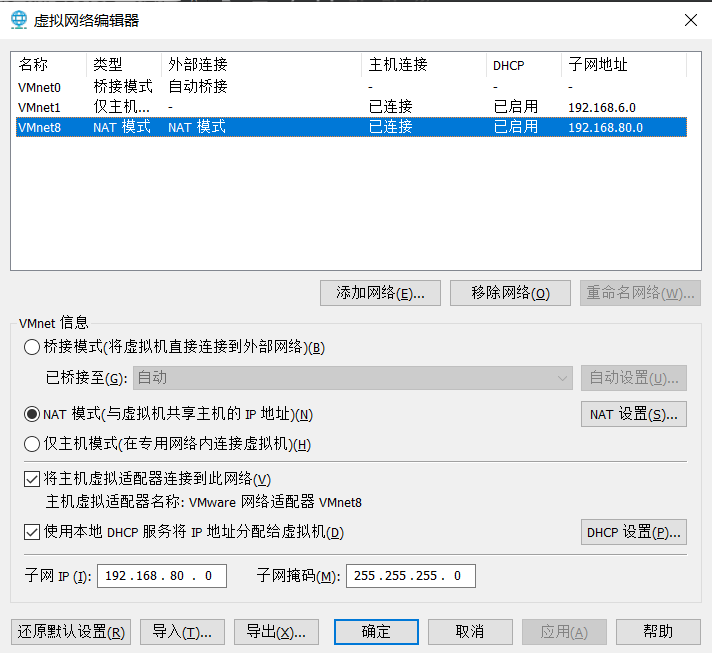 虚拟网络编辑器
名称 类型 外部连接 主机连接 DHCP 子网地址
VMnet0 桥接模式 自动桥接 - - -
VMnet1 仅主机... - 已连接 已启用 192.168.6.0
VMnet8 NAT 模式 NAT 模式 已连接 已启用 192.168.80.0
添加网络(E)... 移除网络(O) 重命名网络(W)...
VMnet 信息
桥接模式(将虚拟机直接连接到外部网络)(B)
已桥接至(G): 自动 自动设置(U)...
NAT 模式(与虚拟机共享主机的 IP 地址)(N) NAT 设置(S)...
仅主机模式(在专用网络内连接虚拟机)(H)
将主机虚拟适配器连接到此网络(V)
主机虚拟适配器名称: VMware 网络适配器 VMnet8
使用本地 DHCP 服务将 IP 地址分配给虚拟机(D) DHCP 设置(P)...
子网 IP (I): 192.168.80.0 子网掩码(M): 255.255.255.0
还原默认设置(R) 导入(T)... 导出(X)... 确定 取消 应用(A) 帮助